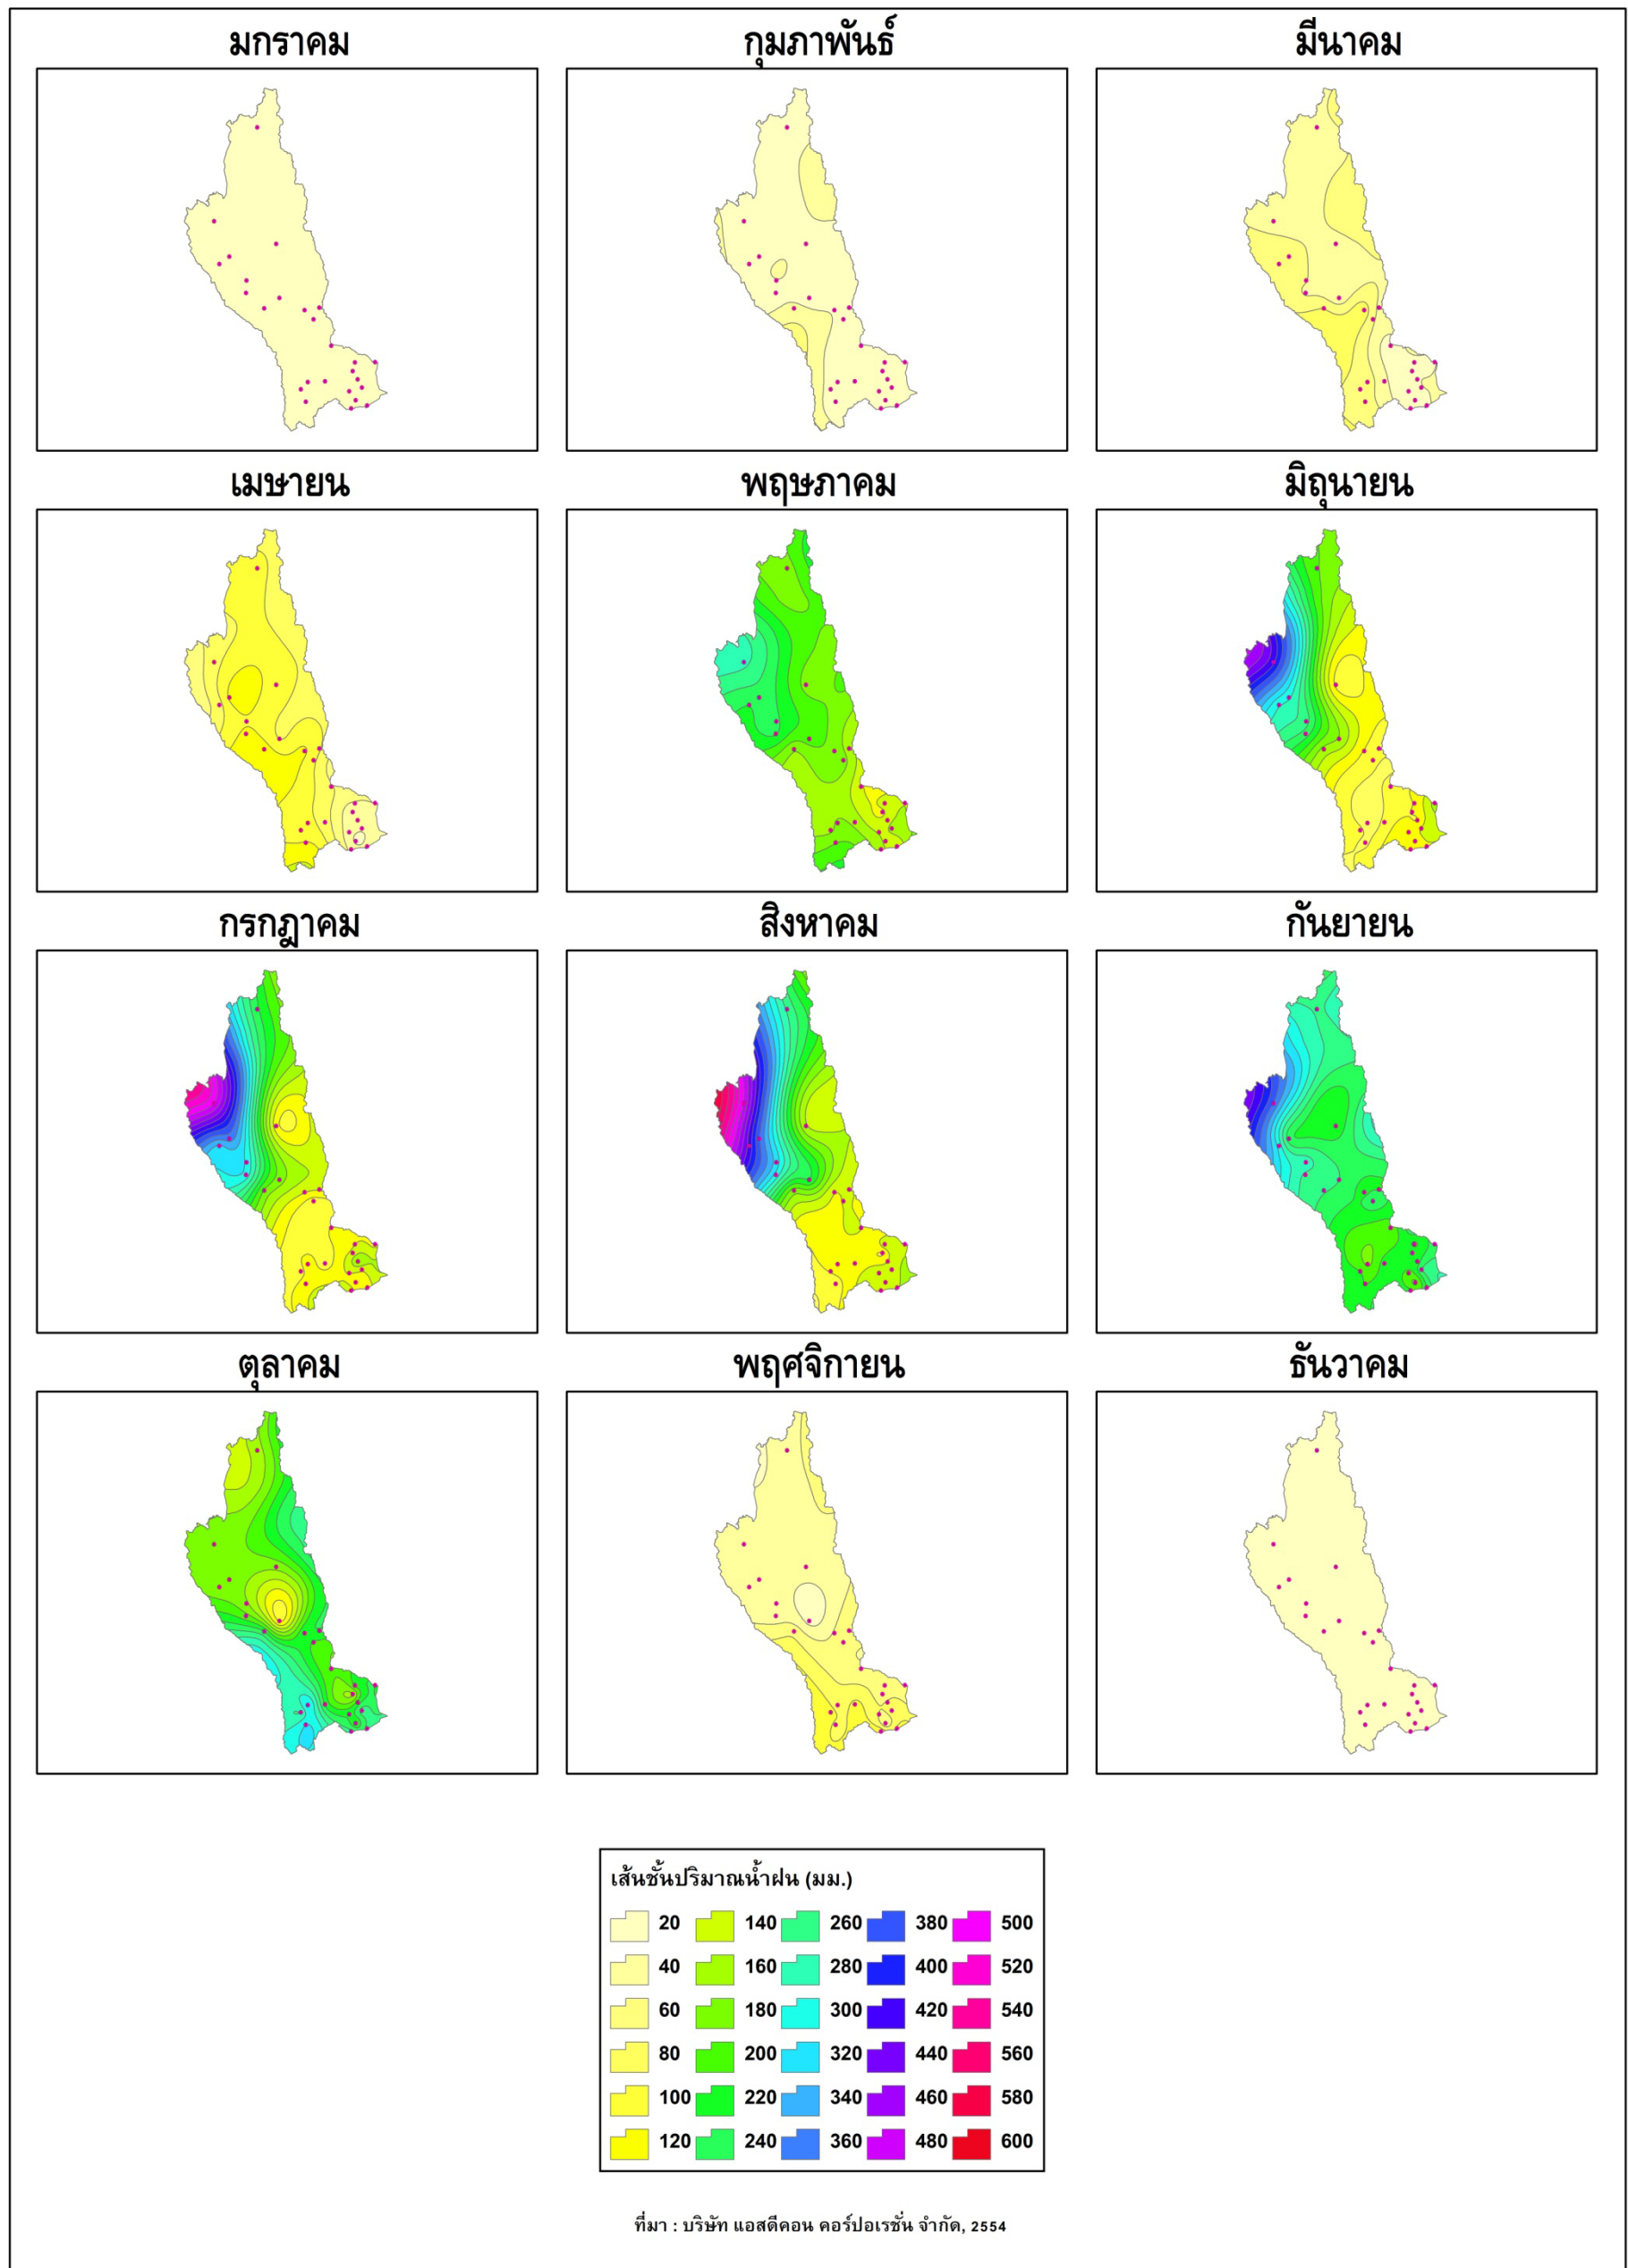 มกราคม กุมภาพันธ์ มีนาคม
เมษายน พฤษภาคม มิถุนายน
กรกฎาคม สิงหาคม กันยายน
ตุลาคม พฤศจิกายน ธันวาคม
เส้นชั้นปริมาณน้ำฝน (มม.)
20 140 260 380 500
40 160 280 400 520
60 180 300 420 540
80 200 320 440 560
100 220 340 460 580
120 240 360 480 600
ที่มา : บริษัท แอสดีคอน คอร์ปอเรชั่น จำกัด, 2554